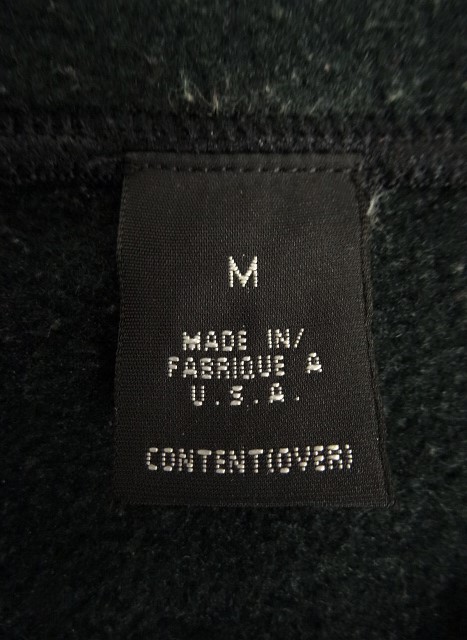 M
MADE IN/
FABRIQUE A
U.S.A.
CONTENT(OVER)